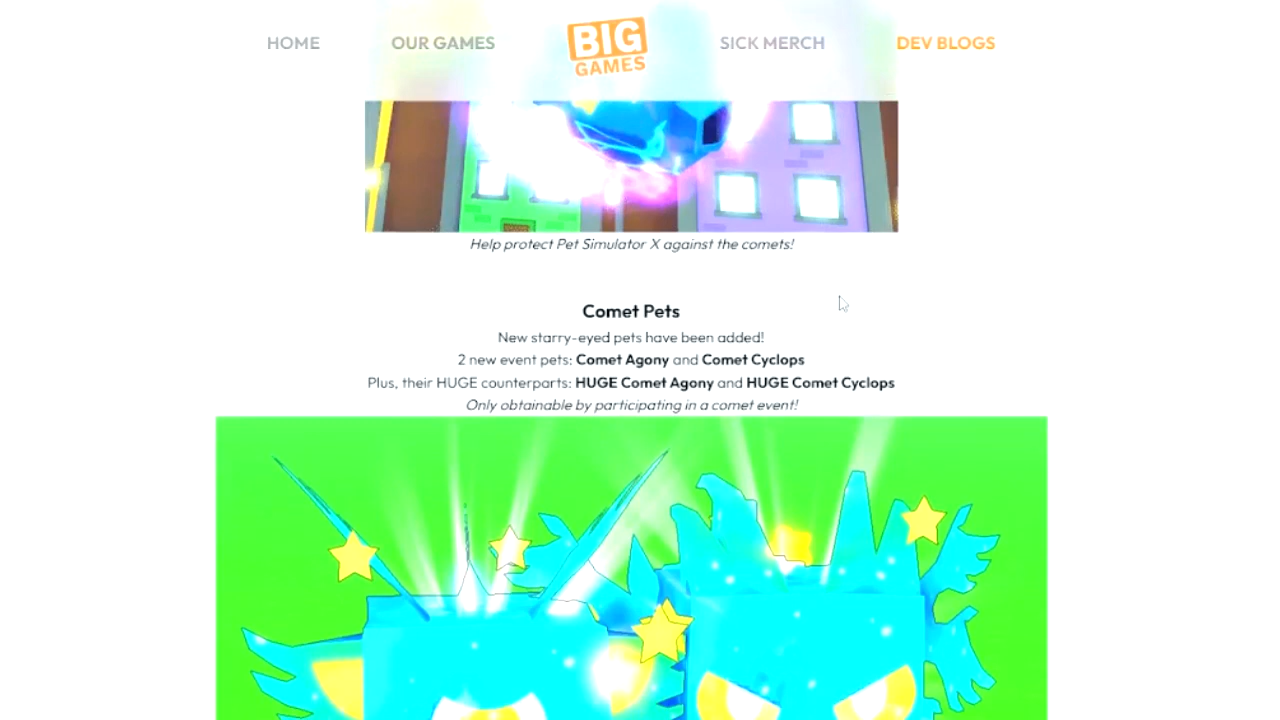 HOME OUR GAMES BIG GAMES SICK MERCH DEV BLOGS
Help protect Pet Simulator X against the comets!
Comet Pets
New starry-eyed pets have been added!
2 new event pets: Comet Agony and Comet Cyclops
Plus, their HUGE counterparts: HUGE Comet Agony and HUGE Comet Cyclops
Only obtainable by participating in a comet event!